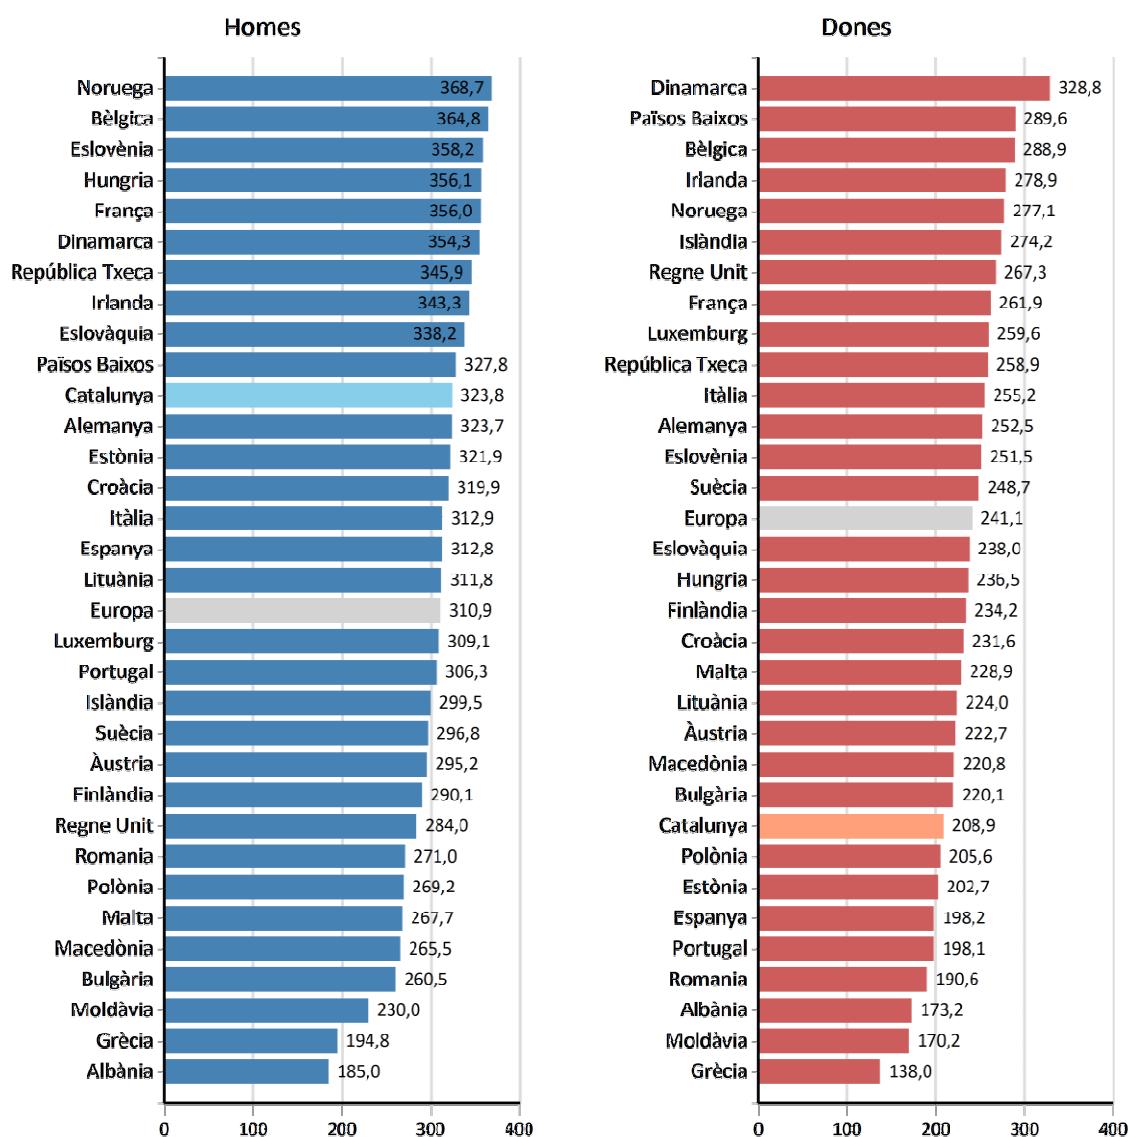 Homes
Noruega 368,7
Bèlgica 364,8
Eslovènia 358,2
Hungria 356,1
França 356,0
Dinamarca 354,3
República Txeca 345,9
Irlanda 343,3
Eslovàquia 338,2
Països Baixos 327,8
Catalunya 323,8
Alemanya 323,7
Estònia 321,9
Croàcia 319,9
Itàlia 312,9
Espanya 312,8
Lituània 311,8
Europa 310,9
Luxemburg 309,1
Portugal 306,3
Islàndia 299,5
Suècia 296,8
Àustria 295,2
Finlàndia 290,1
Regne Unit 284,0
Romania 271,0
Polònia 269,2
Malta 267,7
Macedònia 265,5
Bulgària 260,5
Moldàvia 230,0
Grècia 194,8
Albània 185,0
0 100 200 300 400
Dones
Dinamarca 328,8
Països Baixos 289,6
Bèlgica 288,9
Irlanda 278,9
Noruega 277,1
Islàndia 274,2
Regne Unit 267,3
França 261,9
Luxemburg 259,6
República Txeca 258,9
Itàlia 255,2
Alemanya 252,5
Eslovènia 251,5
Suècia 248,7
Europa 241,1
Eslovàquia 238,0
Hungria 236,5
Finlàndia 234,2
Croàcia 231,6
Malta 228,9
Lituània 224,0
Àustria 222,7
Macedònia 220,8
Bulgària 220,1
Catalunya 208,9
Polònia 205,6
Estònia 202,7
Espanya 198,2
Portugal 198,1
Romania 190,6
Albània 173,2
Moldàvia 170,2
Grècia 138,0
0 100 200 300 400